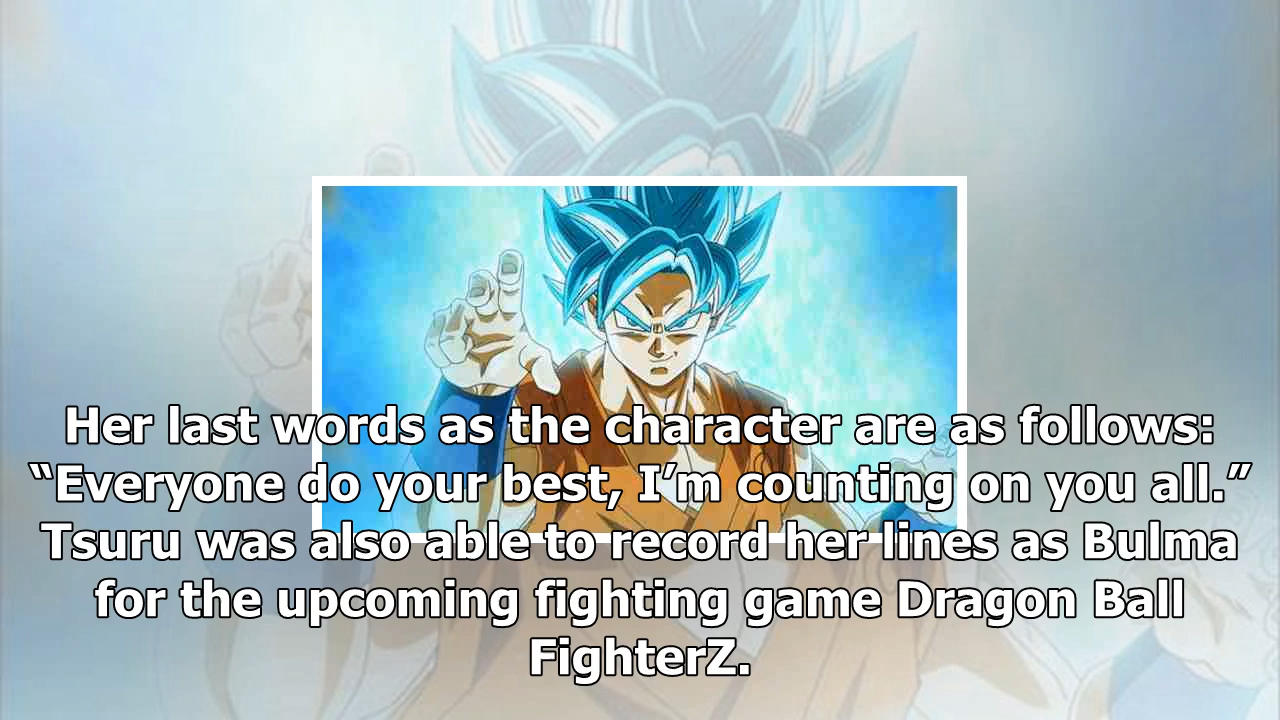 Her last words as the character are as follows:
“Everyone do your best, I’m counting on you all.”
Tsuru was also able to record her lines as Bulma
for the upcoming fighting game Dragon Ball
FighterZ.